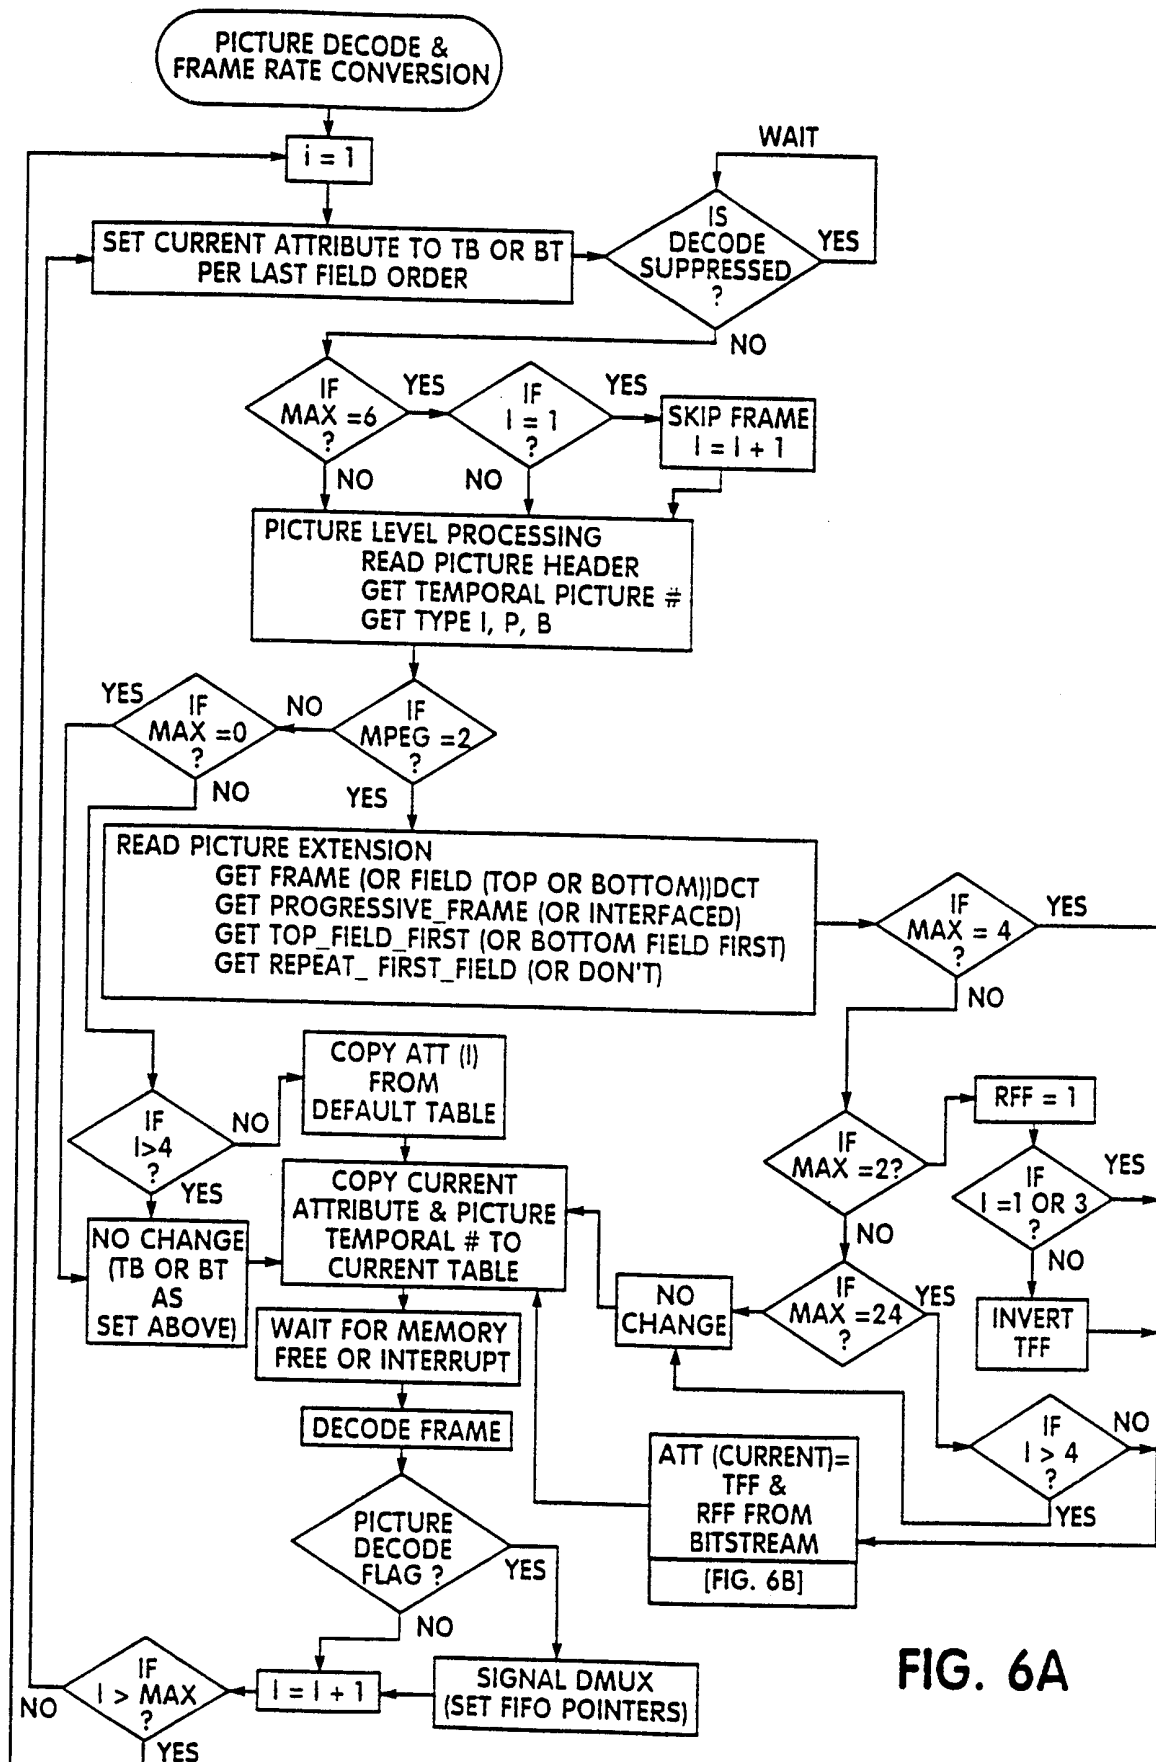 PICTURE DECODE &
FRAME RATE CONVERSION
i = 1
WAIT
SET CURRENT ATTRIBUTE TO TB OR BT
PER LAST FIELD ORDER
IS
DECODE
SUPPRESSED
?
YES
NO
IF
MAX =6
?
YES
NO
IF
I = 1
?
YES
NO
SKIP FRAME
I = I + 1
PICTURE LEVEL PROCESSING
READ PICTURE HEADER
GET TEMPORAL PICTURE #
GET TYPE I, P, B
YES
IF
MAX =0
?
NO
NO
IF
MPEG =2
?
YES
READ PICTURE EXTENSION
GET FRAME (OR FIELD (TOP OR BOTTOM))DCT
GET PROGRESSIVE_FRAME (OR INTERFACED)
GET TOP_FIELD_FIRST (OR BOTTOM FIELD FIRST)
GET REPEAT_ FIRST_FIELD (OR DON'T)
IF
MAX = 4
?
YES
NO
COPY ATT (I)
FROM
DEFAULT TABLE
IF
I>4
?
NO
YES
IF
MAX =2?
NO
RFF = 1
IF
I =1 OR 3
?
YES
NO
INVERT
TFF
COPY CURRENT
ATTRIBUTE & PICTURE
TEMPORAL # TO
CURRENT TABLE
NO CHANGE
(TB OR BT
AS
SET ABOVE)
NO
CHANGE
IF
MAX =24
?
YES
WAIT FOR MEMORY
FREE OR INTERRUPT
DECODE FRAME
IF
I > 4
?
NO
YES
ATT (CURRENT)=
TFF &
RFF FROM
BITSTREAM
[FIG. 6B]
PICTURE
DECODE
FLAG ?
YES
NO
SIGNAL DMUX
(SET FIFO POINTERS)
I = I + 1
IF
I > MAX
?
NO
YES
FIG. 6A